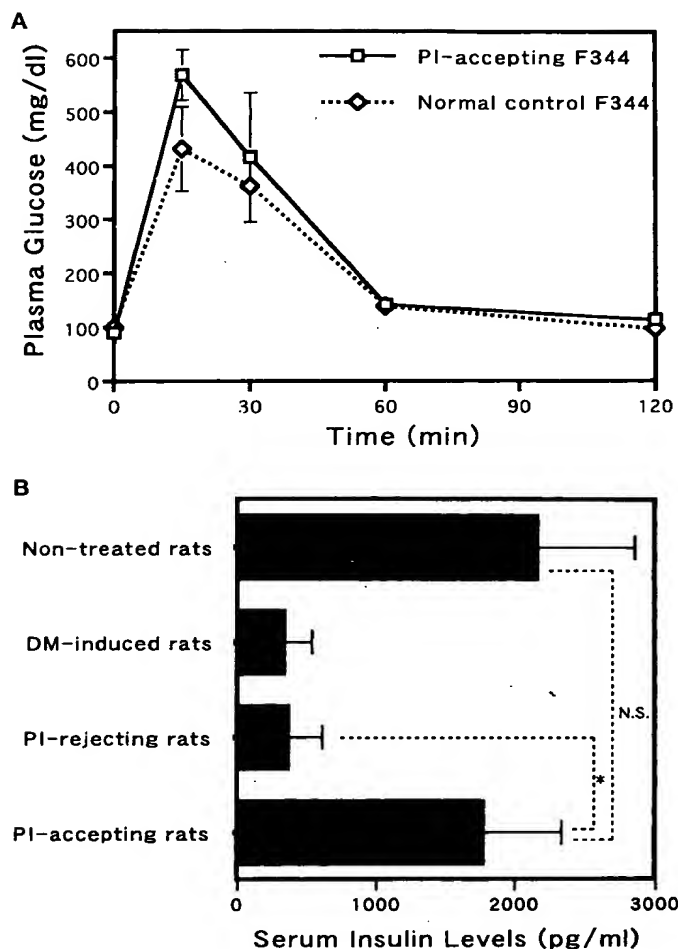 A
PI-accepting F344
Normal control F344
Plasma Glucose (mg/dl)
600
500
400
300
200
100
0
0 30 60 90 120
Time (min)
B
Non-treated rats
DM-induced rats
PI-rejecting rats
PI-accepting rats
N.S.
*
0 1000 2000 3000
Serum Insulin Levels (pg/ml)